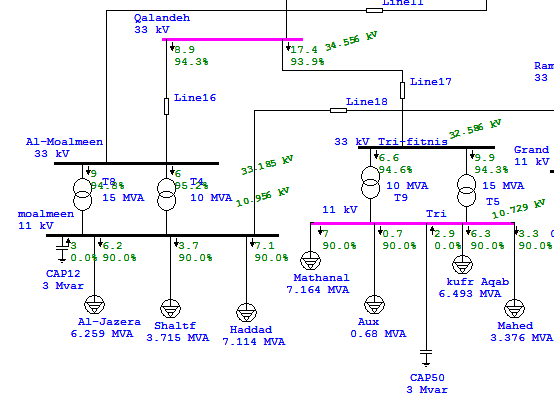 Line11
Qalandeh
33 kV
8.9
94.3%
17.4
93.9%
34.556 kV
Ram
33
Line17
Line16
Line18
Al-Moalmeen
33 kV
33 kV Tri-fitnis
32.586 kV
Grand
11 kV
9
94.8%
T8
15 MVA
6
95.2%
T4
10 MVA
33.185 kV
6.6
94.6%
10 MVA
T9
9.9
94.3%
15 MVA
T5
10.956 kV
10.729 kV
moalmeen
11 kV
11 kV
Tri
3
0.0%
6.2
90.0%
3.7
90.0%
7.1
90.0%
7
90.0%
0.7
90.0%
2.9
0.0%
6.3
90.0%
3.3
90.0%
CAP12
3 Mvar
Mathanal
7.164 MVA
kufr Aqab
6.493 MVA
Al-Jazera
6.259 MVA
Shaltf
3.715 MVA
Haddad
7.114 MVA
Aux
0.68 MVA
Mahed
3.376 MVA
CAP50
3 Mvar